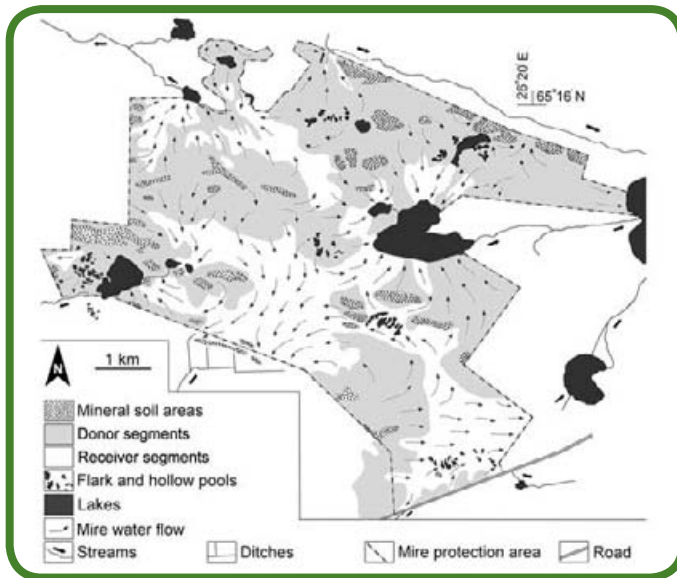 25°20 E
65°16 N
N
1 km
Mineral soil areas
Donor segments
Receiver segments
Flark and hollow pools
Lakes
Mire water flow
Streams
Ditches
Mire protection area
Road